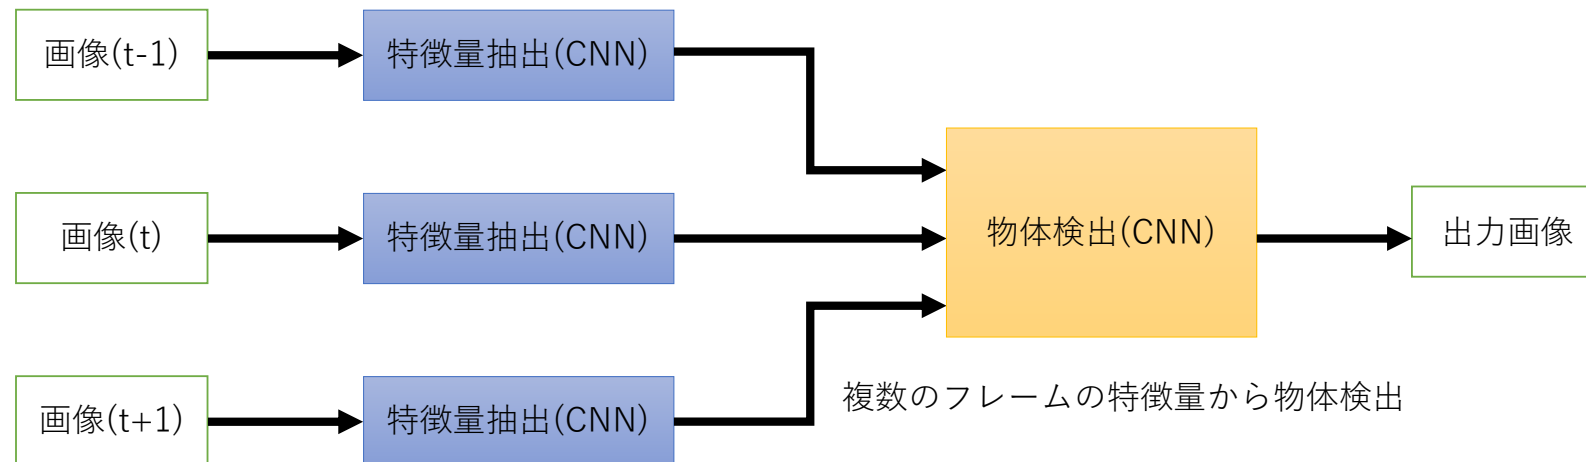 画像(t-1)
特徴量抽出(CNN)
画像(t)
特徴量抽出(CNN)
物体検出(CNN)
出力画像
画像(t+1)
特徴量抽出(CNN)
複数のフレームの特徴量から物体検出